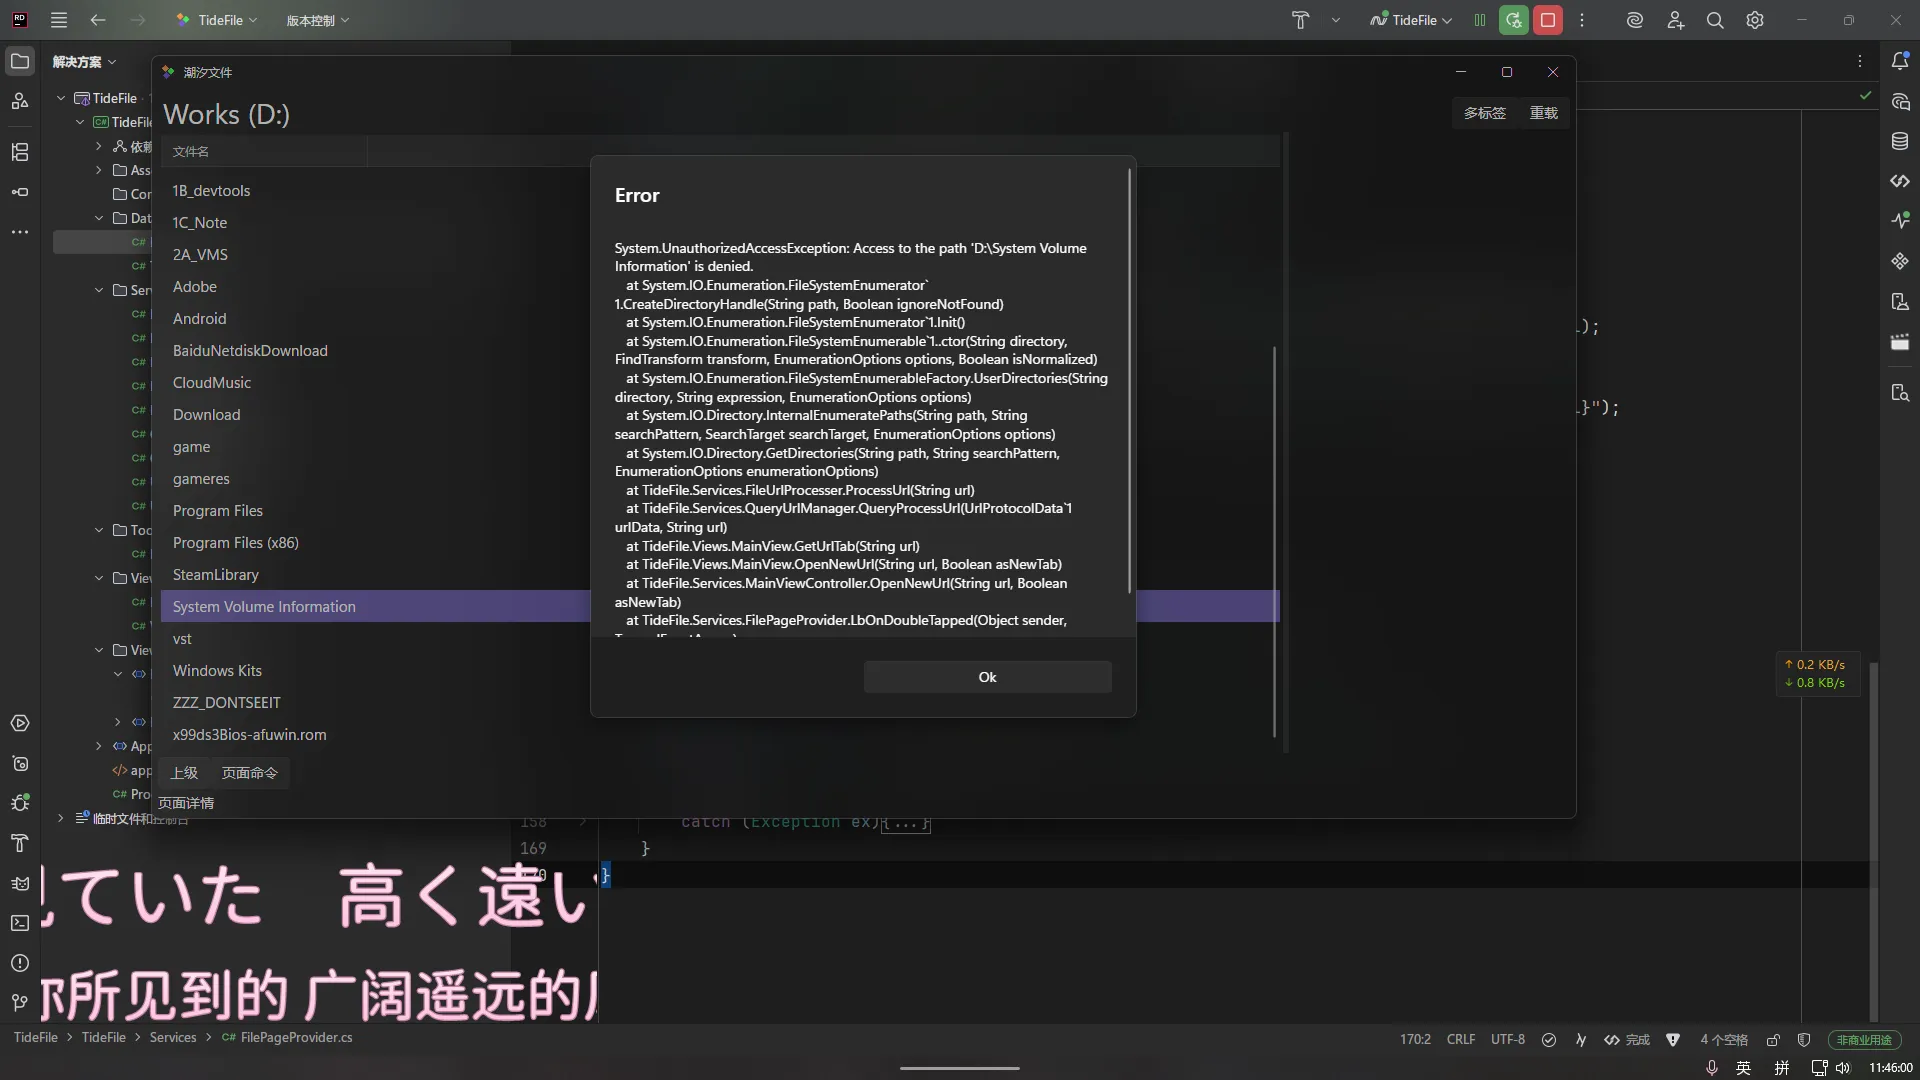 RD
TideFile
版本控制
TideFile
解决方案
TideFile
C#
依赖
Ass
Con
Dat
C#
C#
Ser
C#
C#
C#
C#
C#
C#
C#
C#
C#
Too
C#
Vie
C#
C#
Vie
App
app
C# Pro
临时文件和控制台
潮汐文件
Works (D:)
多标签
重载
文件名
1B_devtools
1C_Note
2A_VMS
Adobe
Android
BaiduNetdiskDownload
CloudMusic
Download
game
gameres
Program Files
Program Files (x86)
SteamLibrary
System Volume Information
vst
Windows Kits
ZZZ_DONTSEEIT
x99ds3Bios-afuwin.rom
上级
页面命令
页面详情
Error
System.UnauthorizedAccessException: Access to the path 'D:\System Volume
Information' is denied.
at System.IO.Enumeration.FileSystemEnumerator`
1.CreateDirectoryHandle(String path, Boolean ignoreNotFound)
at System.IO.Enumeration.FileSystemEnumerator`1.Init()
at System.IO.Enumeration.FileSystemEnumerable`1..ctor(String directory,
FindTransform transform, EnumerationOptions options, Boolean isNormalized)
at System.IO.Enumeration.FileSystemEnumerableFactory.UserDirectories(String
directory, String expression, EnumerationOptions options)
at System.IO.Directory.InternalEnumeratePaths(String path, String
searchPattern, SearchTarget searchTarget, EnumerationOptions options)
at System.IO.Directory.GetDirectories(String path, String searchPattern,
EnumerationOptions enumerationOptions)
at TideFile.Services.FileUrlProcesser.ProcessUrl(String url)
at TideFile.Services.QueryUrlManager.QueryProcessUrl(UrlProtocolData`1
urlData, String url)
at TideFile.Views.MainView.GetUrlTab(String url)
at TideFile.Views.MainView.OpenNewUrl(String url, Boolean asNewTab)
at TideFile.Services.MainViewController.OpenNewUrl(String url, Boolean
asNewTab)
at TideFile.Services.FilePageProvider.LbOnDoubleTapped(Object sender,
Ok
);
}");
↑ 0.2 KB/s
↓ 0.8 KB/s
158 catch (Exception ex){...}
169 }
}
ていた 高く遠い
你所见到的 广阔遥远的
TideFile > TideFile > Services > C# FilePageProvider.cs
170:2 CRLF UTF-8 完成 4 个空格 非商业用途
英 拼 11:46:00